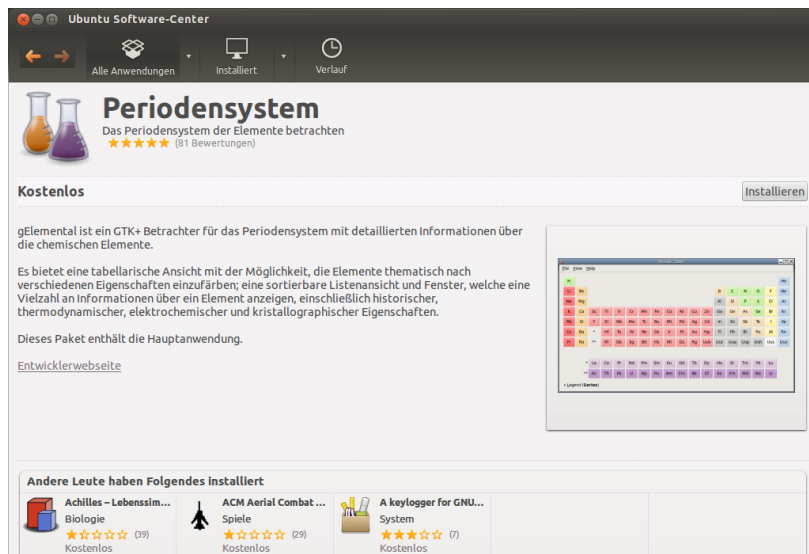 Ubuntu Software-Center
Alle Anwendungen
Installiert
Verlauf
Periodensystem
Das Periodensystem der Elemente betrachten
(81 Bewertungen)
Kostenlos
Installieren
gElemental ist ein GTK+ Betrachter für das Periodensystem mit detaillierten Informationen über
die chemischen Elemente.
Es bietet eine tabellarische Ansicht mit der Möglichkeit, die Elemente thematisch nach
verschiedenen Eigenschaften einzufärben; eine sortierbare Listenansicht und Fenster, welche eine
Vielzahl an Informationen über ein Element anzeigen, einschließlich historischer,
thermodynamischer, elektrochemischer und kristallographischer Eigenschaften.
Dieses Paket enthält die Hauptanwendung.
Entwicklerwebseite
File View Help
Legend (Series)
Andere Leute haben Folgendes installiert
Achilles – Lebenssim...
Biologie
(39)
Kostenlos
ACM Aerial Combat ...
Spiele
(29)
Kostenlos
A keylogger for GNU...
System
(7)
Kostenlos